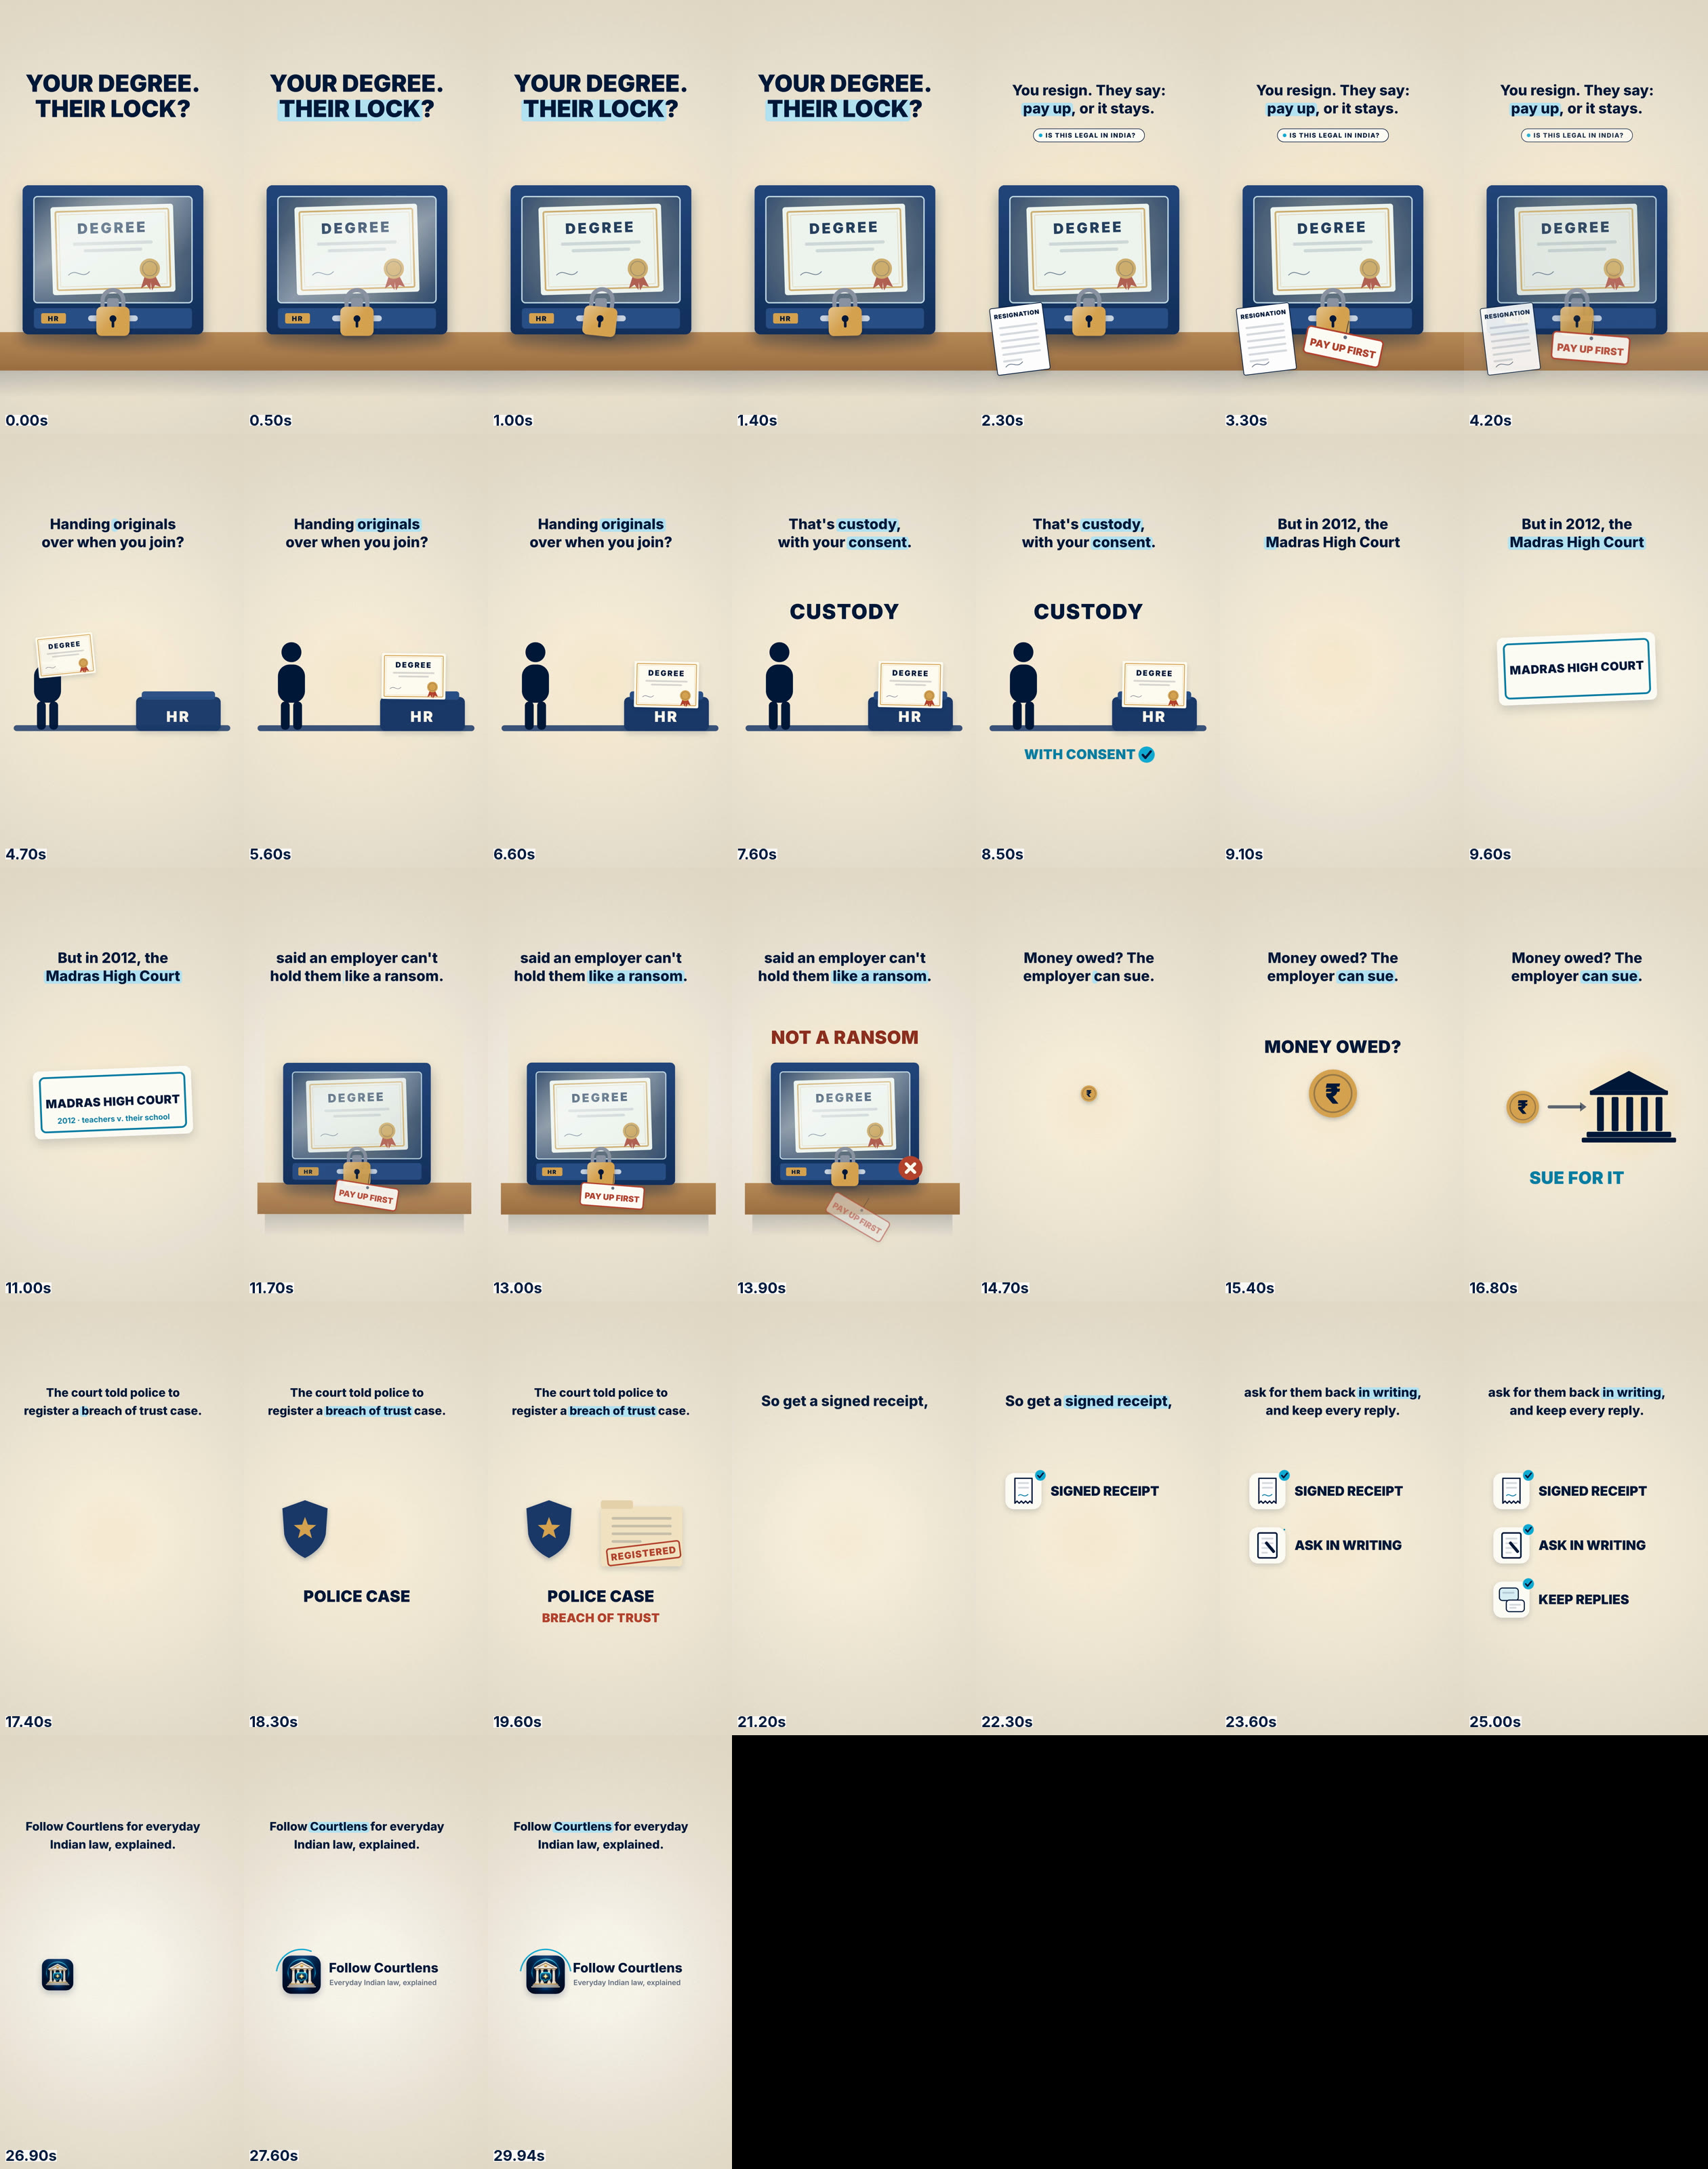 YOUR DEGREE.
THEIR LOCK?
DEGREE
HR
0.00s
YOUR DEGREE.
THEIR LOCK?
DEGREE
HR
0.50s
YOUR DEGREE.
THEIR LOCK?
DEGREE
HR
1.00s
YOUR DEGREE.
THEIR LOCK?
DEGREE
HR
1.40s
You resign. They say:
pay up, or it stays.
IS THIS LEGAL IN INDIA?
DEGREE
RESIGNATION
2.30s
You resign. They say:
pay up, or it stays.
IS THIS LEGAL IN INDIA?
DEGREE
RESIGNATION
PAY UP FIRST
3.30s
You resign. They say:
pay up, or it stays.
IS THIS LEGAL IN INDIA?
DEGREE
RESIGNATION
PAY UP FIRST
4.20s
Handing originals
over when you join?
DEGREE
HR
4.70s
Handing originals
over when you join?
DEGREE
HR
5.60s
Handing originals
over when you join?
DEGREE
HR
6.60s
That's custody,
with your consent.
CUSTODY
DEGREE
HR
7.60s
That's custody,
with your consent.
CUSTODY
DEGREE
HR
WITH CONSENT
8.50s
But in 2012, the
Madras High Court
9.10s
But in 2012, the
Madras High Court
MADRAS HIGH COURT
9.60s
But in 2012, the
Madras High Court
MADRAS HIGH COURT
2012 · teachers v. their school
11.00s
said an employer can't
hold them like a ransom.
DEGREE
HR
PAY UP FIRST
11.70s
said an employer can't
hold them like a ransom.
DEGREE
HR
PAY UP FIRST
13.00s
said an employer can't
hold them like a ransom.
NOT A RANSOM
DEGREE
HR
PAY UP FIRST
13.90s
Money owed? The
employer can sue.
₹
14.70s
Money owed? The
employer can sue.
MONEY OWED?
₹
15.40s
Money owed? The
employer can sue.
₹
SUE FOR IT
16.80s
The court told police to
register a breach of trust case.
17.40s
The court told police to
register a breach of trust case.
POLICE CASE
18.30s
The court told police to
register a breach of trust case.
REGISTERED
POLICE CASE
BREACH OF TRUST
19.60s
So get a signed receipt,
21.20s
So get a signed receipt,
SIGNED RECEIPT
22.30s
ask for them back in writing,
and keep every reply.
SIGNED RECEIPT
ASK IN WRITING
23.60s
ask for them back in writing,
and keep every reply.
SIGNED RECEIPT
ASK IN WRITING
KEEP REPLIES
25.00s
Follow Courtlens for everyday
Indian law, explained.
26.90s
Follow Courtlens for everyday
Indian law, explained.
Follow Courtlens
Everyday Indian law, explained
27.60s
Follow Courtlens for everyday
Indian law, explained.
Follow Courtlens
Everyday Indian law, explained
29.94s